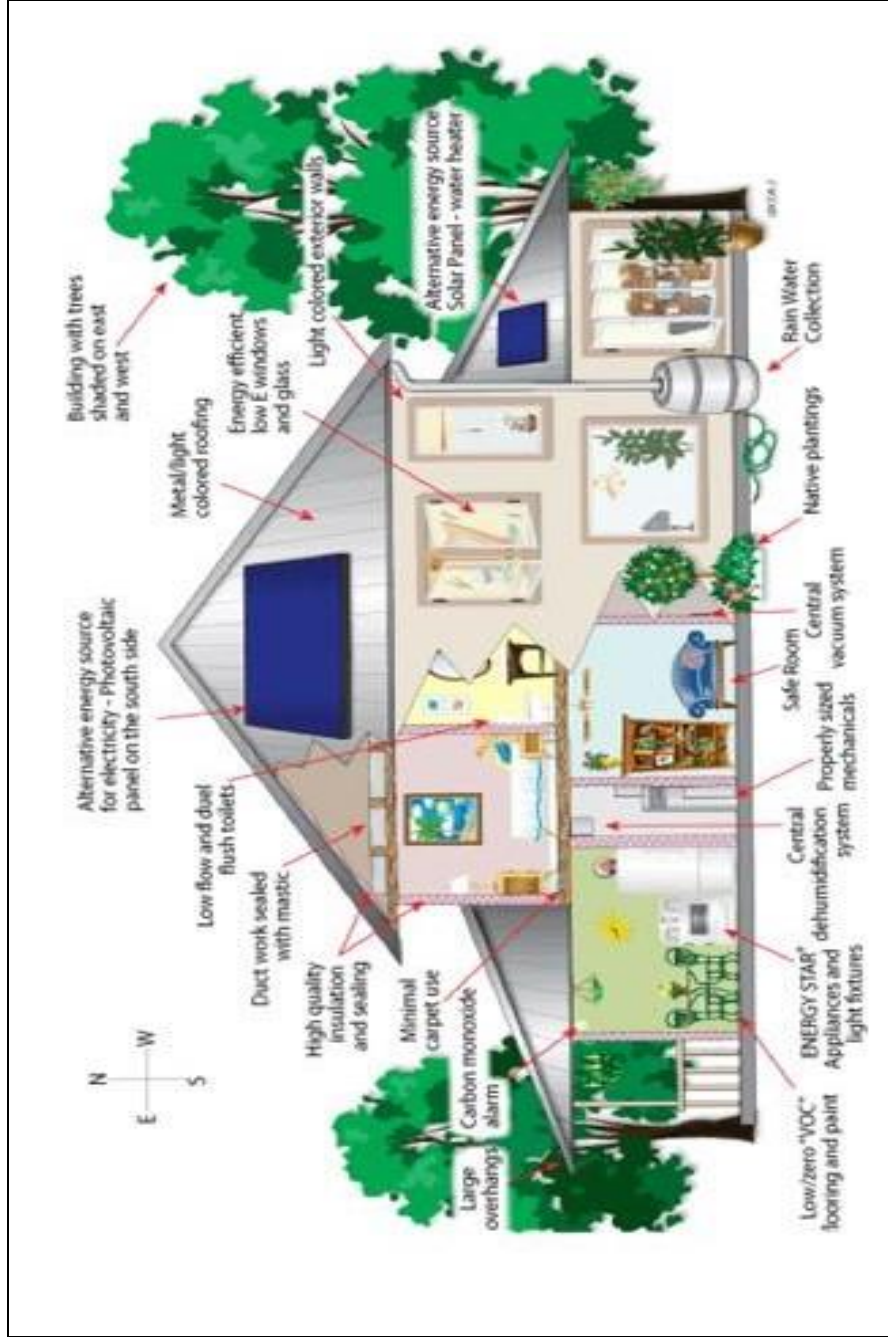 N
E
W
S
Building with trees
shaded on east
and west
Alternative energy source
for electricity - Photovoltaic
panel on the south side
Metal/light
colored roofing
Low flow and duel
flush toilets
Energy efficient,
low E windows
and glass
Duct work sealed
with mastic
Light colored exterior walls
High quality
insulation
and sealing
Minimal
carpet use
Alternative energy source
Solar Panel - water heater
Carbon monoxide
alarm
Large
overhangs
Low/zero "VOC"
flooring and paint
ENERGY STAR®
Appliances and
light fixtures
Central
dehumidification
system
Properly sized
mechanicals
Safe Room
Central
vacuum system
Native plantings
Rain Water
Collection